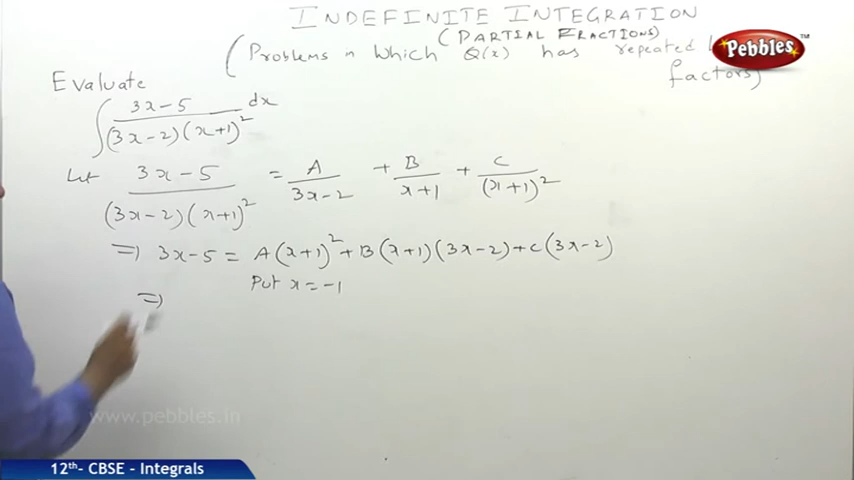 INDEFINITE INTEGRATION
(PARTIAL FRACTIONS)
(Problems in Which Q(x) has repeated
factors)
Pebbles
Evaluate
∫ (3x-5)/((3x-2)(x+1)²) dx
Let (3x-5)/((3x-2)(x+1)²) = A/(3x-2) + B/(x+1) + C/(x+1)²
⇒ 3x-5 = A(x+1)² + B(x+1)(3x-2) + C(3x-2)
Put x = -1
⇒
www.pebbles.in
12th- CBSE - Integrals